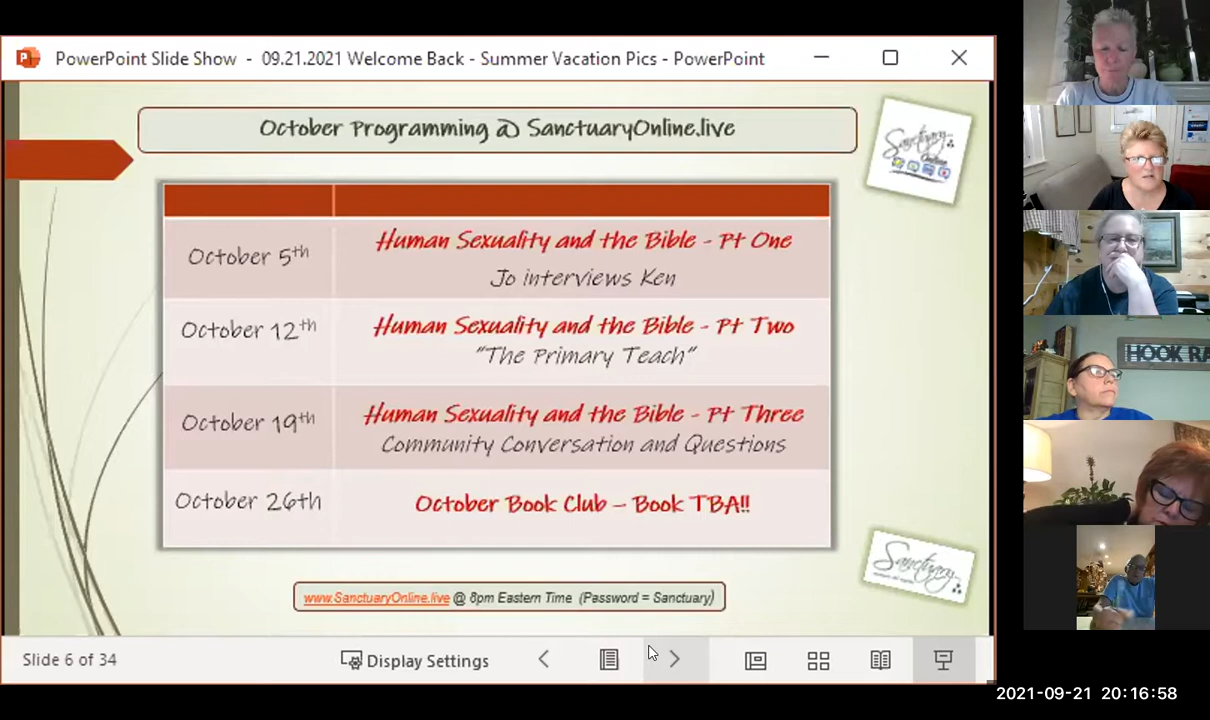 PowerPoint Slide Show - 09.21.2021 Welcome Back - Summer Vacation Pics - PowerPoint
October Programming @ SanctuaryOnline.live
Sanctuary
Online
October 5th
Human Sexuality and the Bible - Pt One
Jo interviews Ken
October 12th
Human Sexuality and the Bible - Pt Two
"The Primary Teach"
October 19th
Human Sexuality and the Bible - Pt Three
Community Conversation and Questions
October 26th
October Book Club – Book TBA!!
Sanctuary
www.SanctuaryOnline.live @ 8pm Eastern Time (Password = Sanctuary)
Slide 6 of 34
Display Settings
HOOK RA
2021-09-21 20:16:58